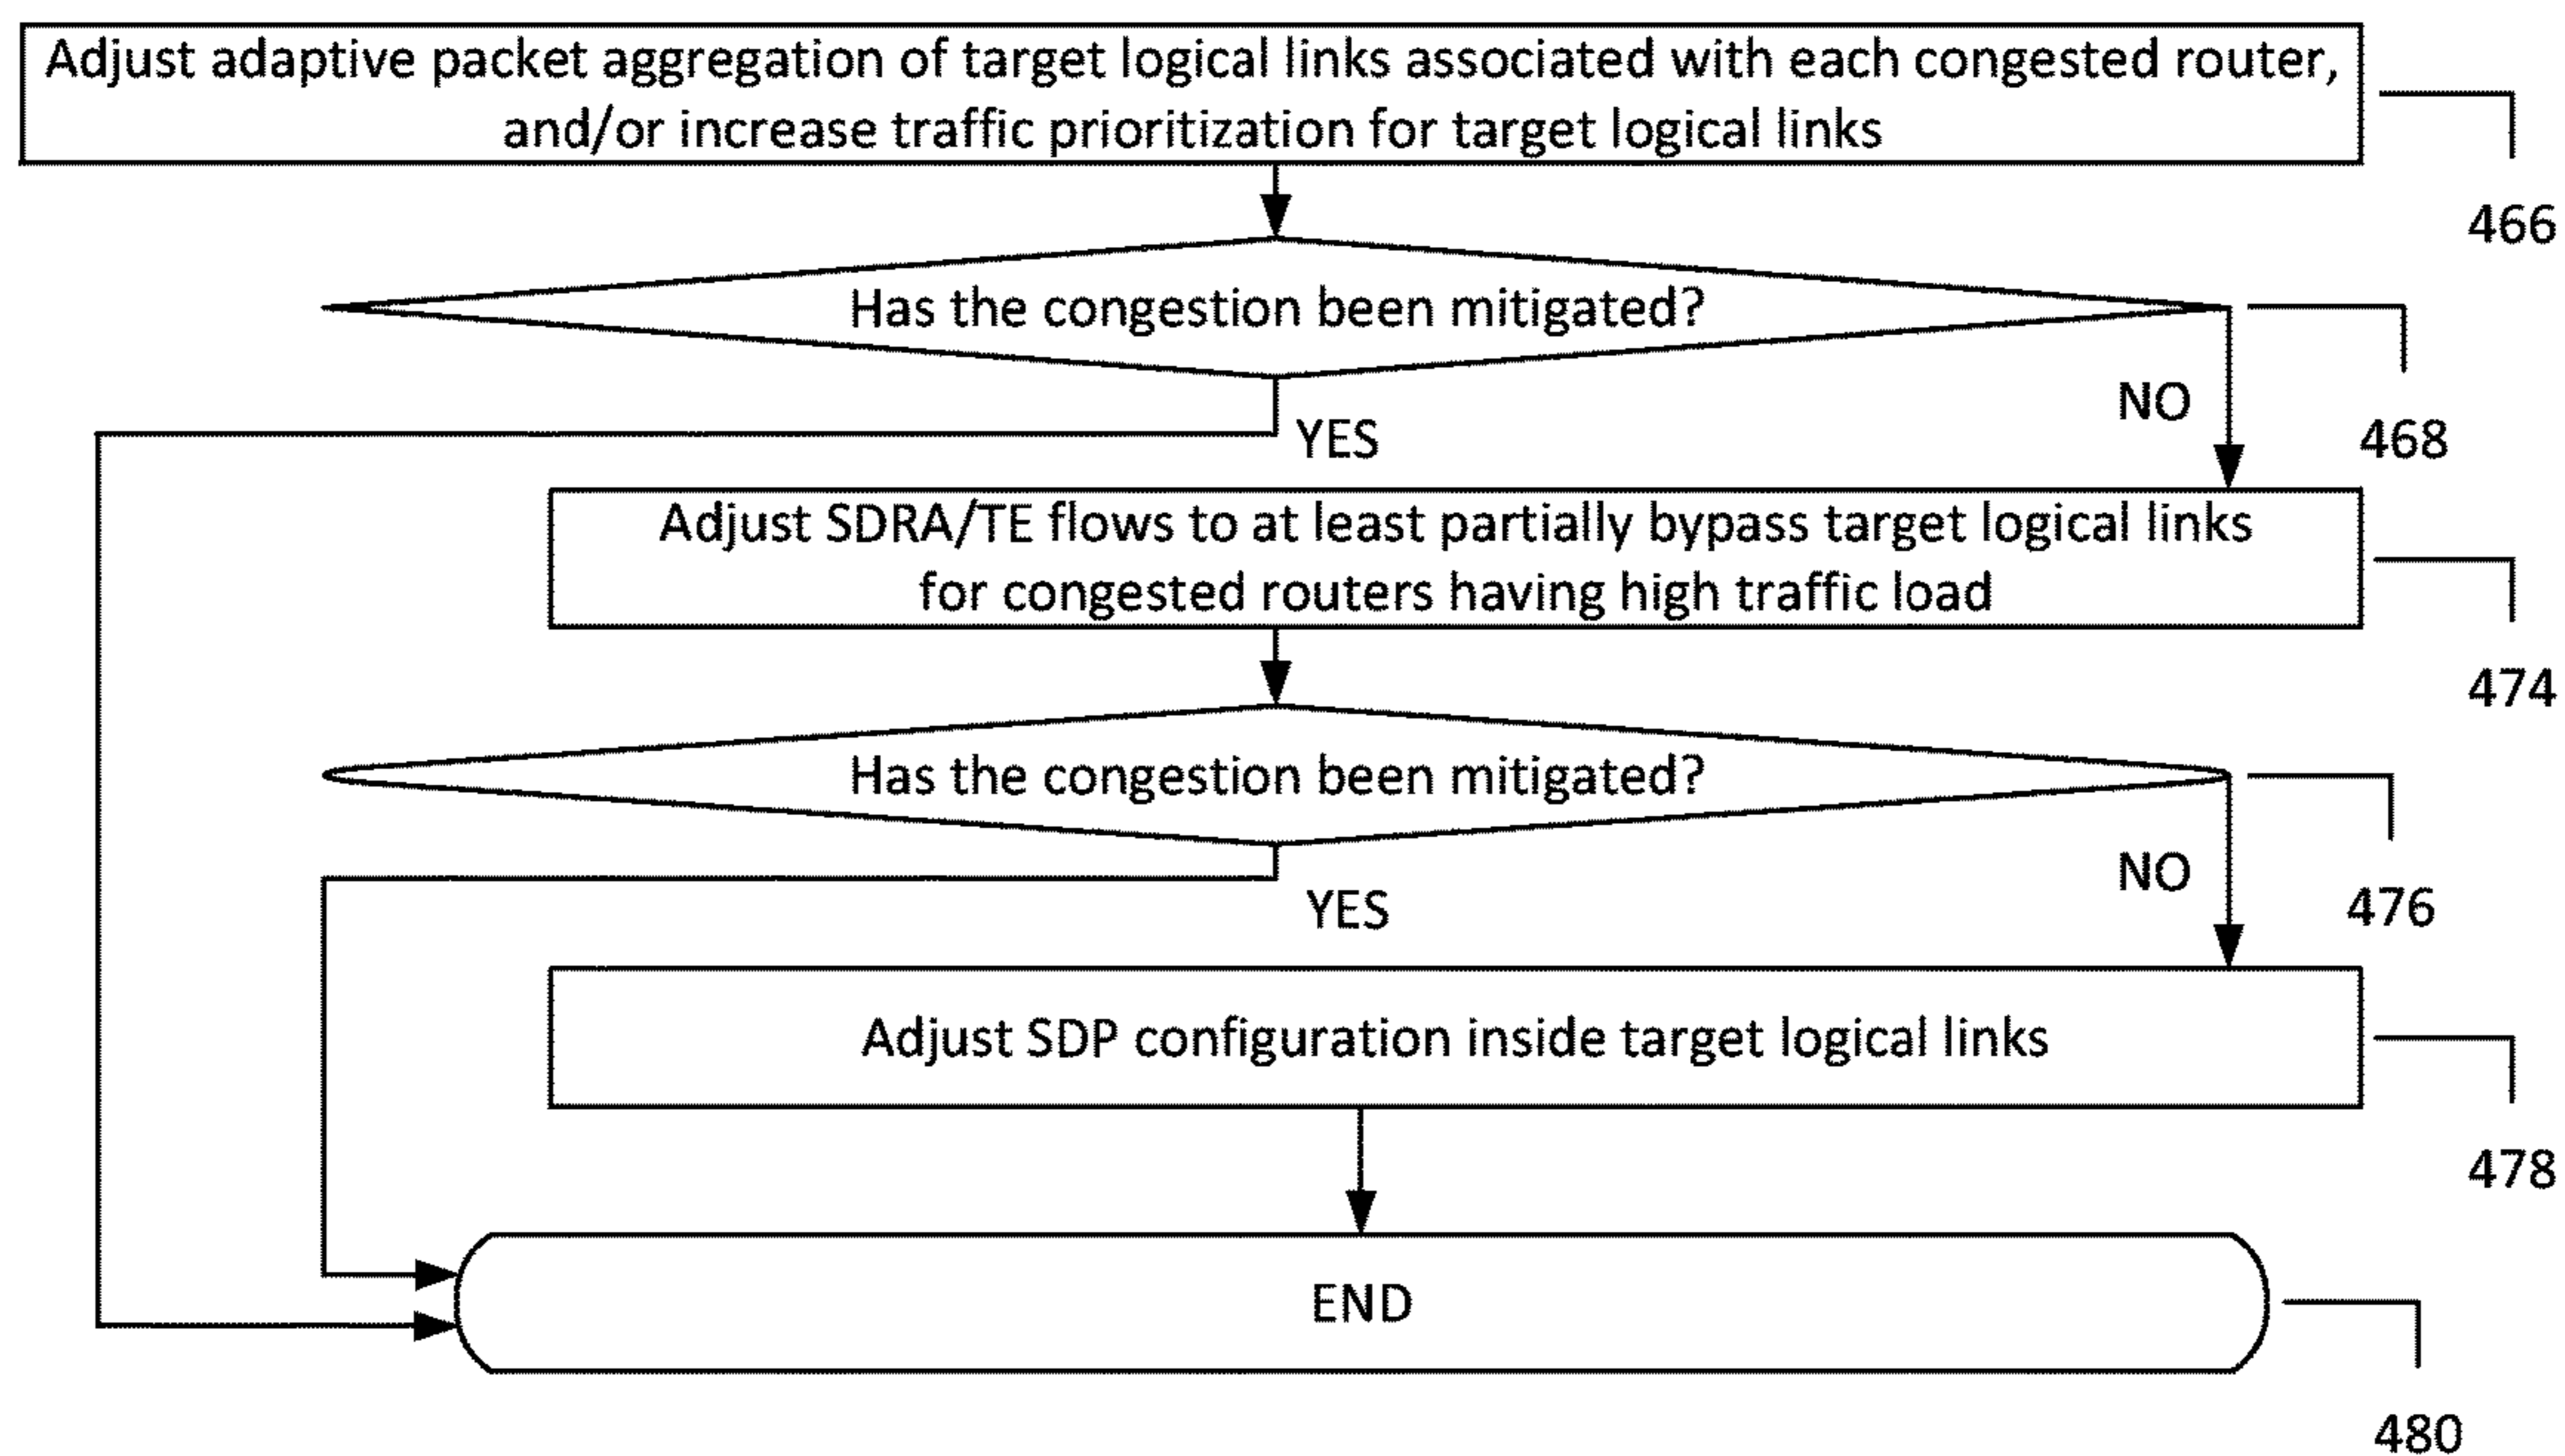 Adjust adaptive packet aggregation of target logical links associated with each congested router,
and/or increase traffic prioritization for target logical links
466
Has the congestion been mitigated?
NO
468
YES
Adjust SDRA/TE flows to at least partially bypass target logical links
for congested routers having high traffic load
474
Has the congestion been mitigated?
NO
476
YES
Adjust SDP configuration inside target logical links
478
END
480